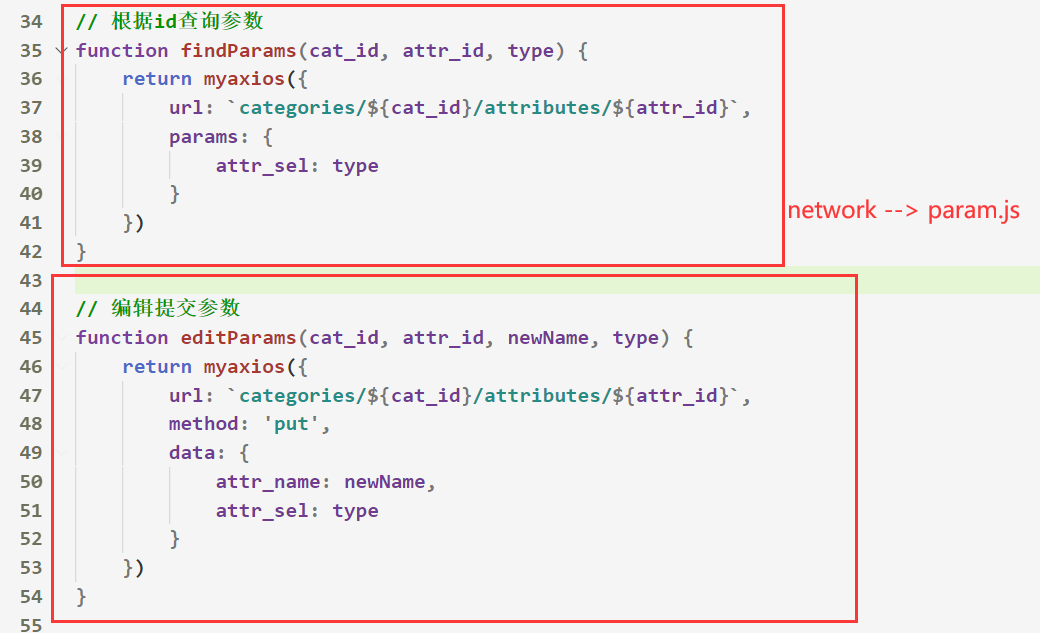 34 // 根据id查询参数
35 function findParams(cat_id, attr_id, type) {
36 return myaxios({
37 url: `categories/${cat_id}/attributes/${attr_id}`,
38 params: {
39 attr_sel: type
40 }
41 })
network --> param.js
42 }
43
44 // 编辑提交参数
45 function editParams(cat_id, attr_id, newName, type) {
46 return myaxios({
47 url: `categories/${cat_id}/attributes/${attr_id}`,
48 method: 'put',
49 data: {
50 attr_name: newName,
51 attr_sel: type
52 }
53 })
54 }
55